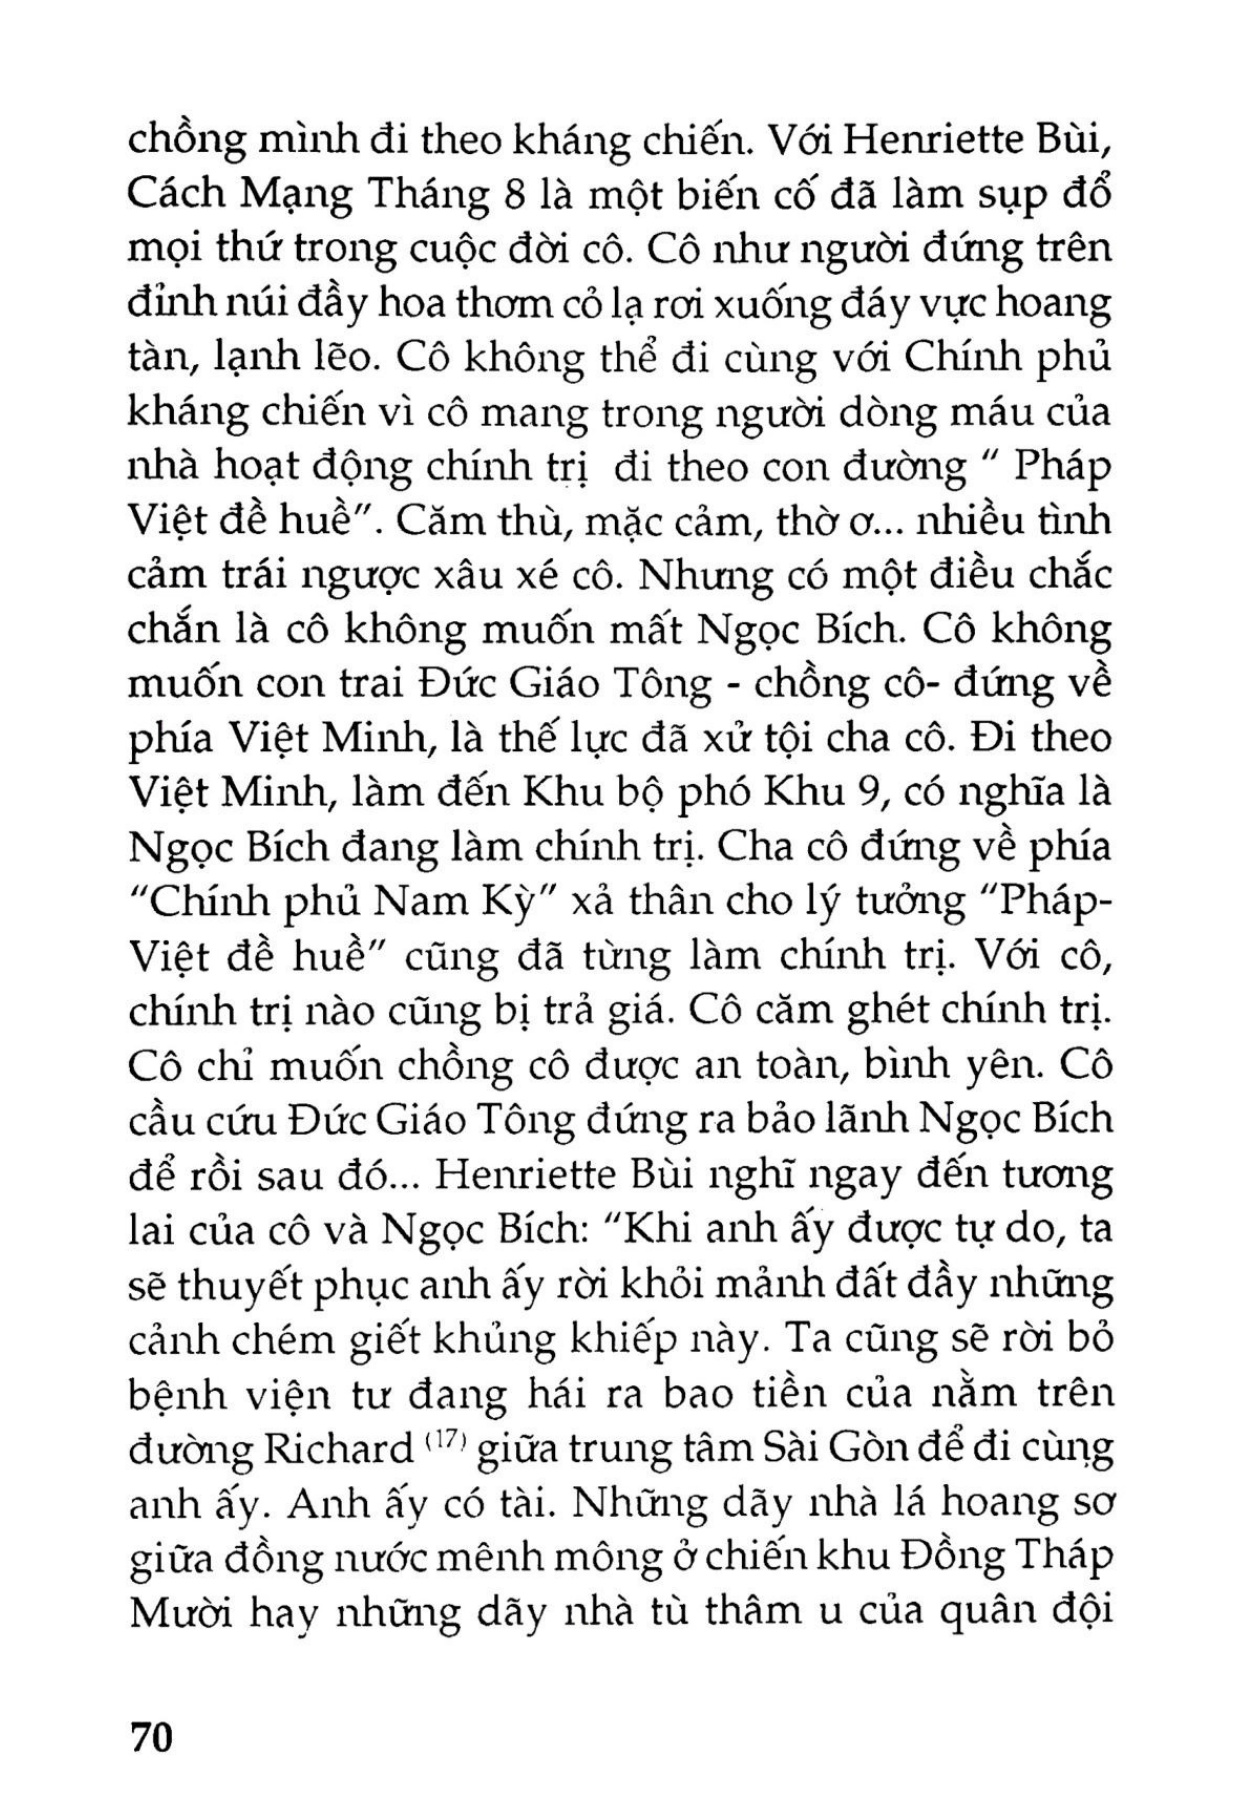 chồng mình đi theo kháng chiến. Với Henriette Bùi,
Cách Mạng Tháng 8 là một biến cố đã làm sụp đổ
mọi thứ trong cuộc đời cô. Cô như người đứng trên
đỉnh núi đầy hoa thơm cỏ lạ rơi xuống đáy vực hoang
tàn, lạnh lẽo. Cô không thể đi cùng với Chính phủ
kháng chiến vì cô mang trong người dòng máu của
nhà hoạt động chính trị đi theo con đường " Pháp
Việt đề huề". Căm thù, mặc cảm, thờ ơ... nhiều tình
cảm trái ngược xâu xé cô. Nhưng có một điều chắc
chắn là cô không muốn mất Ngọc Bích. Cô không
muốn con trai Đức Giáo Tông - chồng cô- đứng về
phía Việt Minh, là thế lực đã xử tội cha cô. Đi theo
Việt Minh, làm đến Khu bộ phó Khu 9, có nghĩa là
Ngọc Bích đang làm chính trị. Cha cô đứng về phía
"Chính phủ Nam Kỳ" xả thân cho lý tưởng "Pháp-
Việt đề huề" cũng đã từng làm chính trị. Với cô,
chính trị nào cũng bị trả giá. Cô căm ghét chính trị.
Cô chỉ muốn chồng cô được an toàn, bình yên. Cô
cầu cứu Đức Giáo Tông đứng ra bảo lãnh Ngọc Bích
để rồi sau đó... Henriette Bùi nghĩ ngay đến tương
lai của cô và Ngọc Bích: "Khi anh ấy được tự do, ta
sẽ thuyết phục anh ấy rời khỏi mảnh đất đầy những
cảnh chém giết khủng khiếp này. Ta cũng sẽ rời bỏ
bệnh viện tư đang hái ra bao tiền của nằm trên
đường Richard (17) giữa trung tâm Sài Gòn để đi cùng
anh ấy. Anh ấy có tài. Những dãy nhà lá hoang sơ
giữa đồng nước mênh mông ở chiến khu Đồng Tháp
Mười hay những dãy nhà tù thâm u của quân đội
70